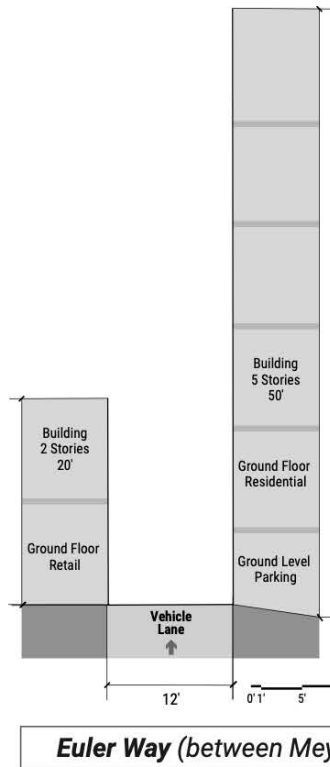 Building
2 Stories
20'
Ground Floor
Retail
Building
5 Stories
50'
Ground Floor
Residential
Ground Level
Parking
Vehicle
Lane
12'
0' 1' 5'
Euler Way (between Mey